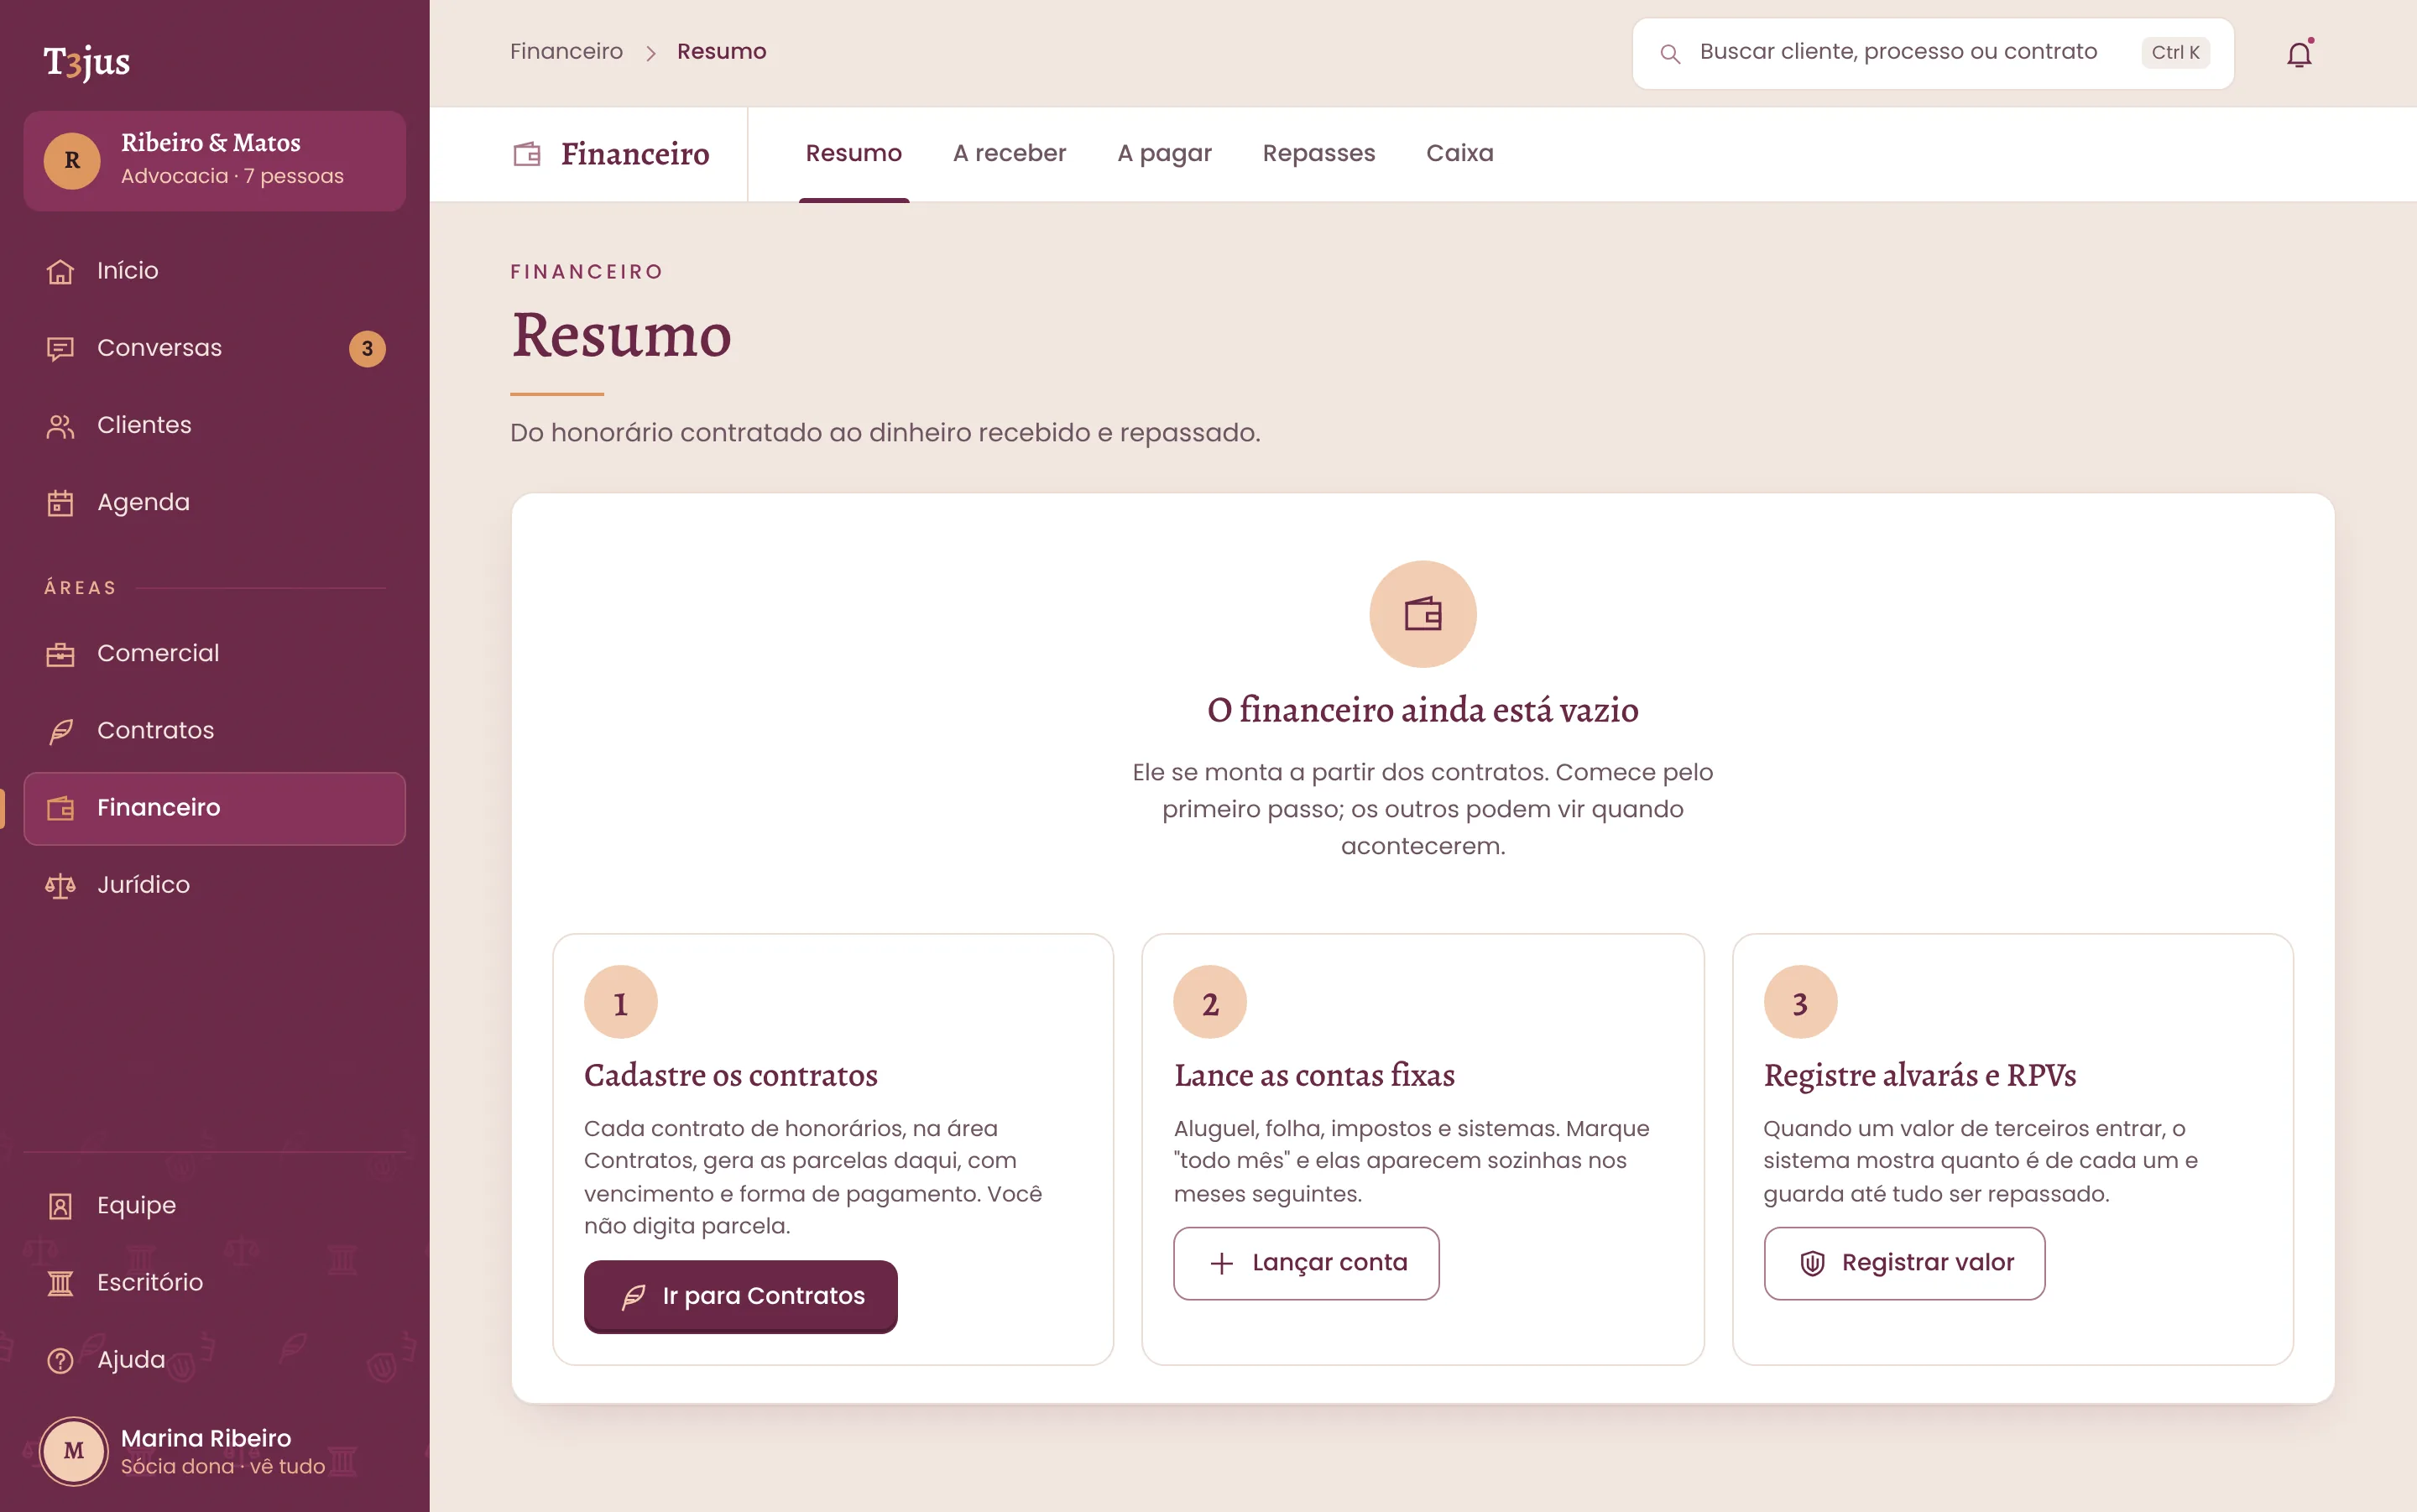 T3jus
R
Ribeiro & Matos
Advocacia · 7 pessoas
Início
Conversas
3
Clientes
Agenda
ÁREAS
Comercial
Contratos
Financeiro
Jurídico
Equipe
Escritório
Ajuda
M
Marina Ribeiro
Sócia dona · vê tudo
Financeiro
Resumo
Buscar cliente, processo ou contrato
Ctrl K
Financeiro
Resumo
A receber
A pagar
Repasses
Caixa
FINANCEIRO
Resumo
Do honorário contratado ao dinheiro recebido e repassado.
O financeiro ainda está vazio
Ele se monta a partir dos contratos. Comece pelo
primeiro passo; os outros podem vir quando
acontecerem.
1
Cadastre os contratos
Cada contrato de honorários, na área
Contratos, gera as parcelas daqui, com
vencimento e forma de pagamento. Você
não digita parcela.
Ir para Contratos
2
Lance as contas fixas
Aluguel, folha, impostos e sistemas. Marque
"todo mês" e elas aparecem sozinhas nos
meses seguintes.
Lançar conta
3
Registre alvarás e RPVs
Quando um valor de terceiros entrar, o
sistema mostra quanto é de cada um e
guarda até tudo ser repassado.
Registrar valor